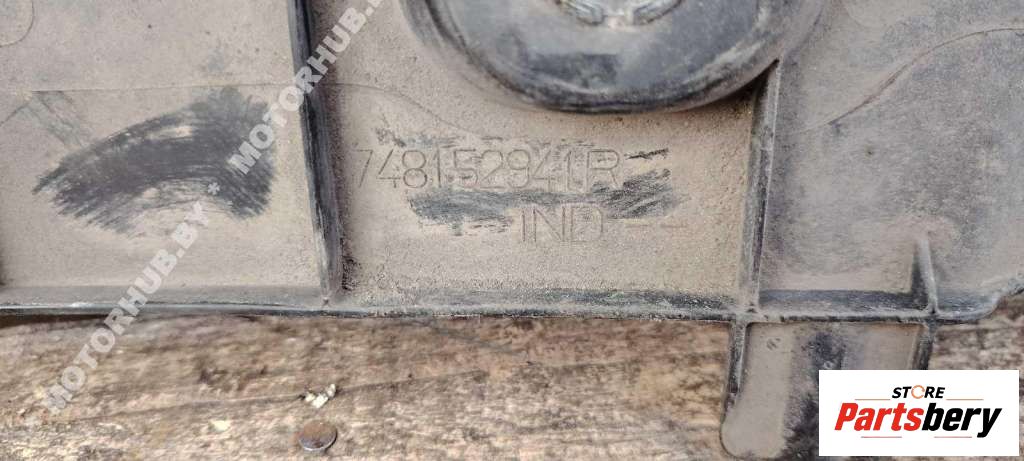 748152941R
--IND--
MOTORHUB.BY • MOTORHUB.BY
STORE
Partsbery